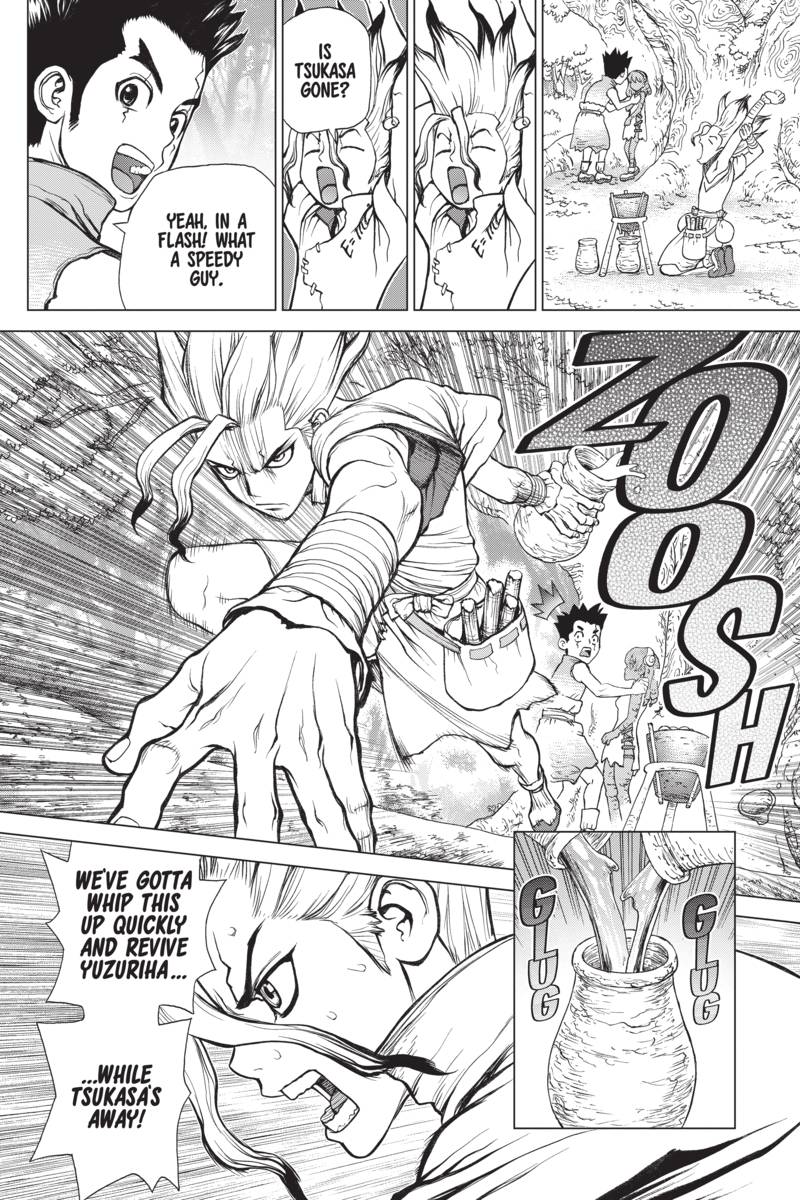 IS
TSUKASA
GONE?
YEAH, IN A
FLASH! WHAT
A SPEEDY
GUY.
E=
E=
ZOOSH
GLUG
GLUG
WE'VE GOTTA
WHIP THIS
UP QUICKLY
AND REVIVE
YUZURIHA...
...WHILE
TSUKASA'S
AWAY!